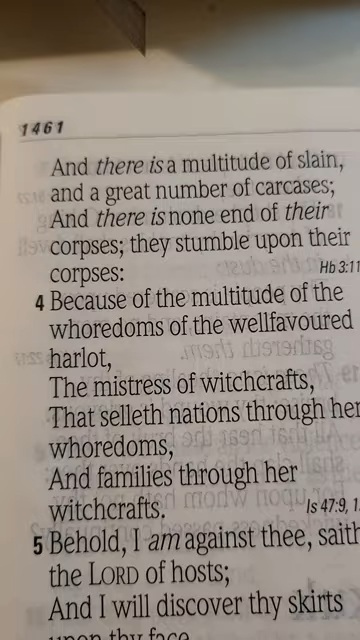 1461
And there is a multitude of slain,
and a great number of carcases;
And there is none end of their
corpses; they stumble upon their
corpses:
Hb 3:11
4 Because of the multitude of the
whoredoms of the wellfavoured
harlot,
The mistress of witchcrafts,
That selleth nations through her
whoredoms,
And families through her
witchcrafts.
Is 47:9, 1
5 Behold, I am against thee, saith
the LORD of hosts;
And I will discover thy skirts
upon thy face